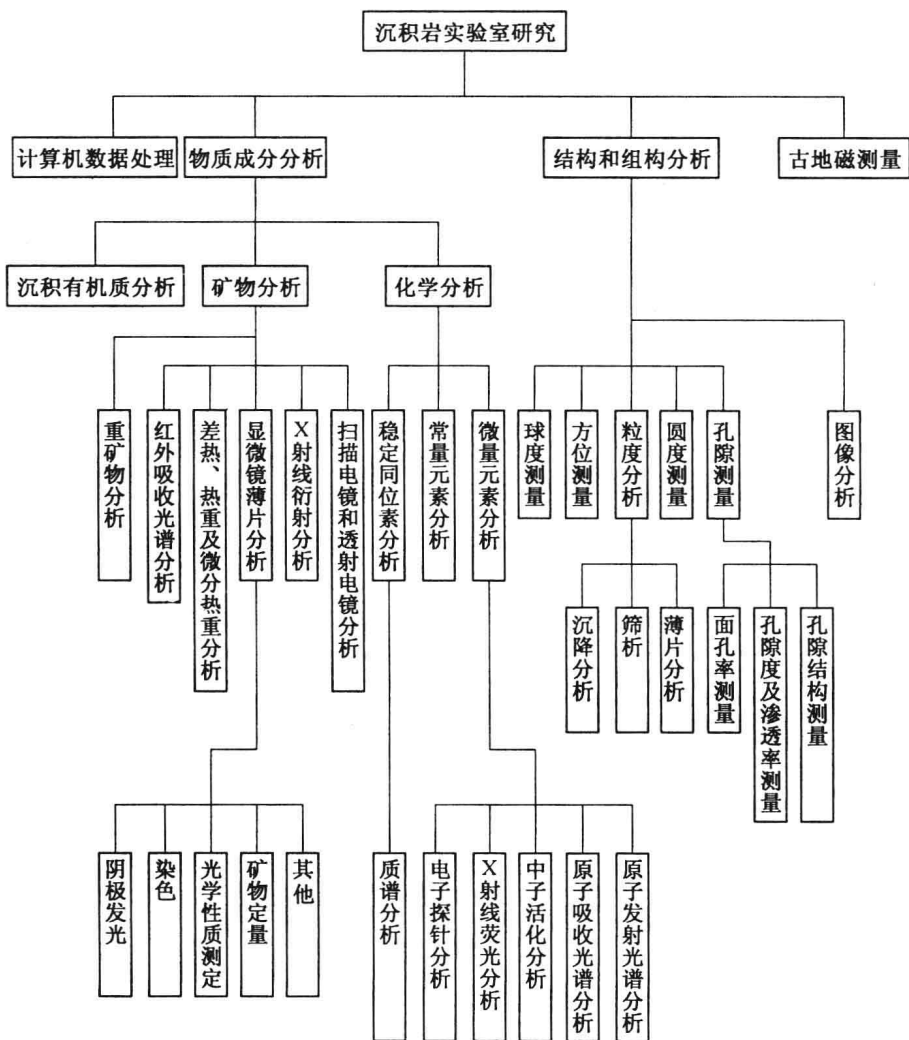 沉积岩实验室研究
计算机数据处理
物质成分分析
结构和组构分析
古地磁测量
沉积有机质分析
矿物分析
化学分析
重矿物分析
红外吸收光谱分析
差热、热重及微分热重分析
显微镜薄片分析
X射线衍射分析
扫描电镜和透射电镜分析
稳定同位素分析
常量元素分析
微量元素分析
球度测量
方位测量
粒度分析
圆度测量
孔隙测量
图像分析
沉降分析
筛析
薄片分析
面孔率测量
孔隙度及渗透率测量
孔隙结构测量
阴极发光
染色
光学性质测定
矿物定量
其他
质谱分析
电子探针分析
X射线荧光分析
中子活化分析
原子吸收光谱分析
原子发射光谱分析